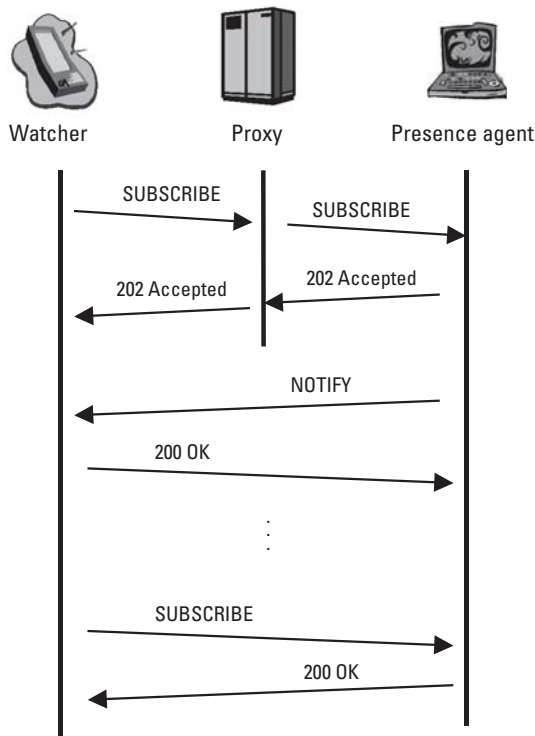 Watcher
Proxy
Presence agent
SUBSCRIBE
SUBSCRIBE
202 Accepted
202 Accepted
NOTIFY
200 OK
SUBSCRIBE
200 OK